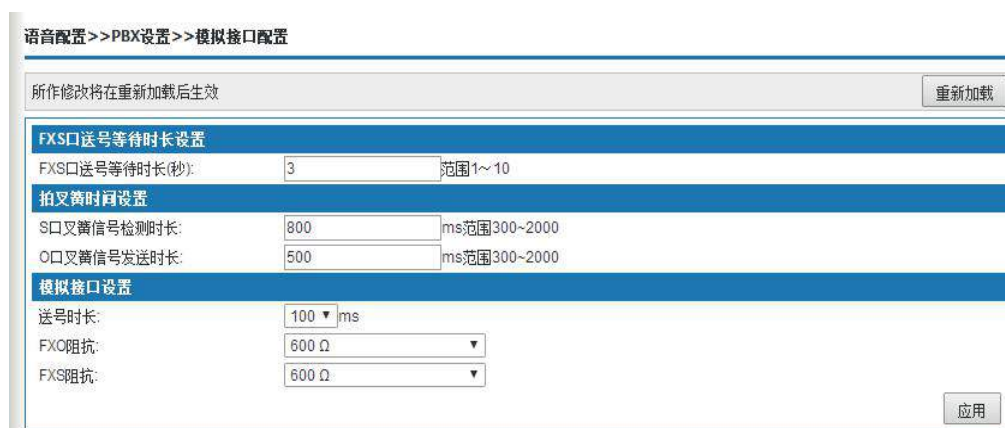 语音配置>>PBX设置>>模拟接口配置
所作修改将在重新加载后生效 重新加载
FXS口送号等待时长设置
FXS口送号等待时长(秒): 3 范围1~10
拍叉簧时间设置
S口叉簧信号检测时长: 800 ms范围300~2000
O口叉簧信号发送时长: 500 ms范围300~2000
模拟接口设置
送号时长: 100 ms
FXO阻抗: 600 Ω
FXS阻抗: 600 Ω
应用